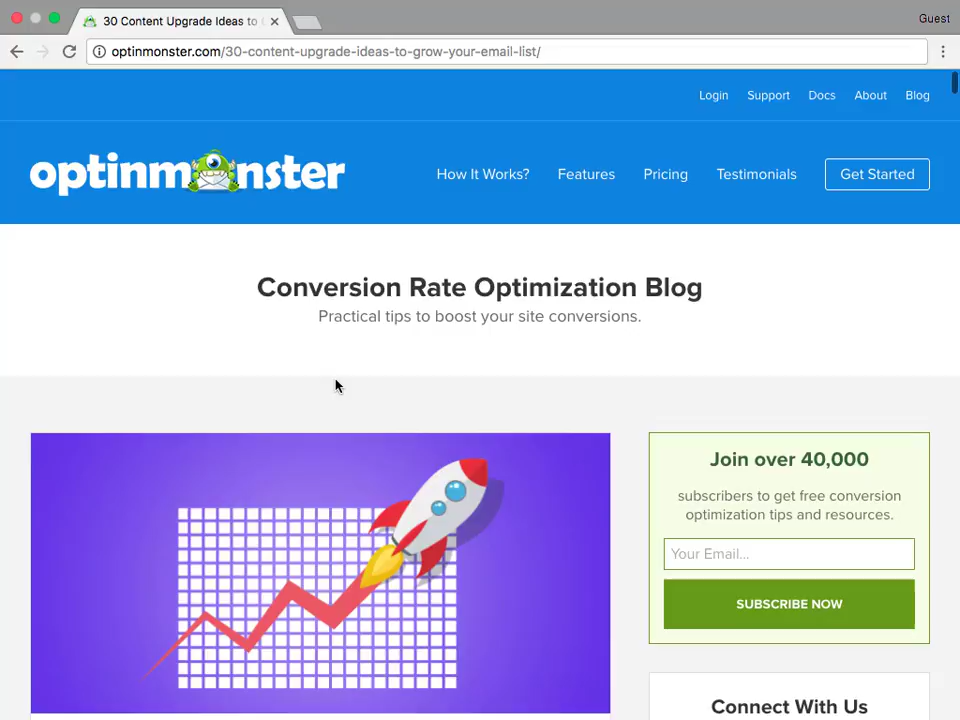 30 Content Upgrade Ideas to
Guest
optinmonster.com/30-content-upgrade-ideas-to-grow-your-email-list/
Login Support Docs About Blog
optinmonster
How It Works? Features Pricing Testimonials Get Started
Conversion Rate Optimization Blog
Practical tips to boost your site conversions.
Join over 40,000
subscribers to get free conversion
optimization tips and resources.
Your Email...
SUBSCRIBE NOW
Connect With Us